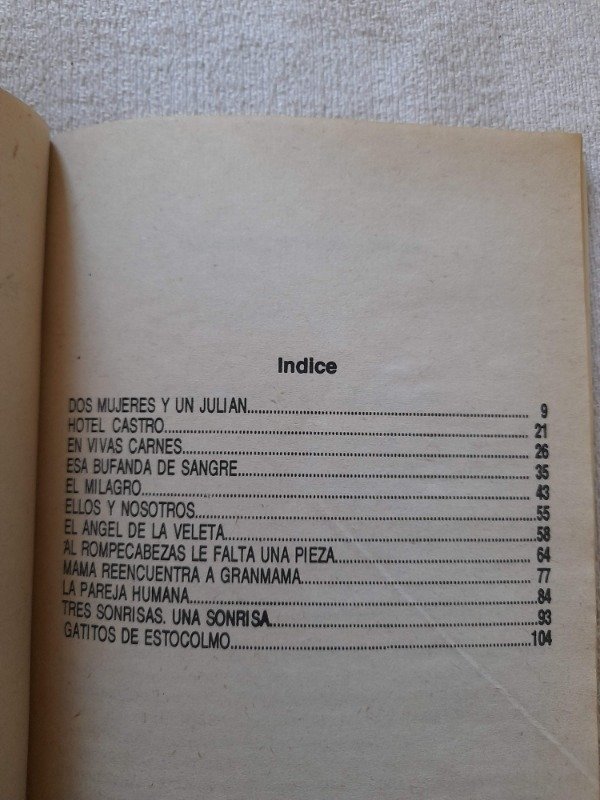 Indice
DOS MUJERES Y UN JULIAN.......... 9
HOTEL CASTRO.......... 21
EN VIVAS CARNES.......... 26
ESA BUFANDA DE SANGRE.......... 35
EL MILAGRO.......... 43
ELLOS Y NOSOTROS.......... 55
EL ANGEL DE LA VELETA.......... 58
AL ROMPECABEZAS LE FALTA UNA PIEZA.......... 64
MAMA REENCUENTRA A GRANMAMA.......... 77
LA PAREJA HUMANA.......... 84
TRES SONRISAS. UNA SONRISA.......... 93
GATITOS DE ESTOCOLMO.......... 104